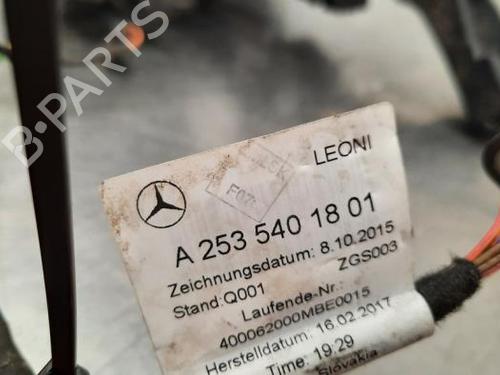 B-PARTS
LEONI
A 253 540 18 01
Zeichnungsdatum: 8.10.2015
Stand:Q001
ZGS003
Laufende-Nr.:
400062000MBE0015
Herstelldatum: 16.02.2017
Time: 19:29
Slovakia